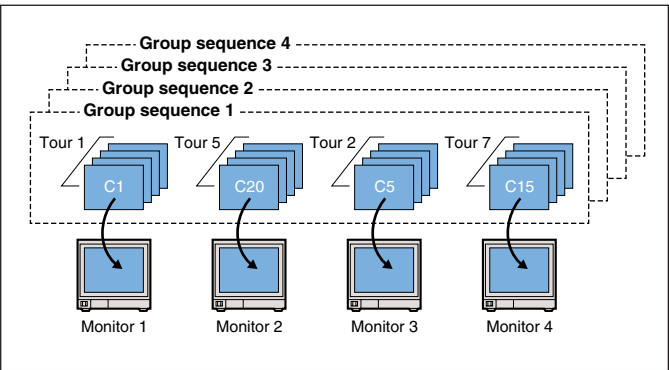 Group sequence 4
Group sequence 3
Group sequence 2
Group sequence 1
Tour 1 Tour 5 Tour 2 Tour 7
C1 C20 C5 C15
Monitor 1 Monitor 2 Monitor 3 Monitor 4